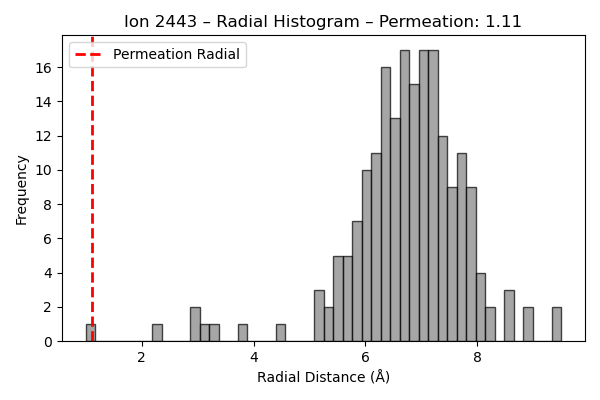 Ion 2443 – Radial Histogram – Permeation: 1.11
Permeation Radial
16
14
12
10
8
6
4
2
0
Frequency
2 4 6 8
Radial Distance (Å)